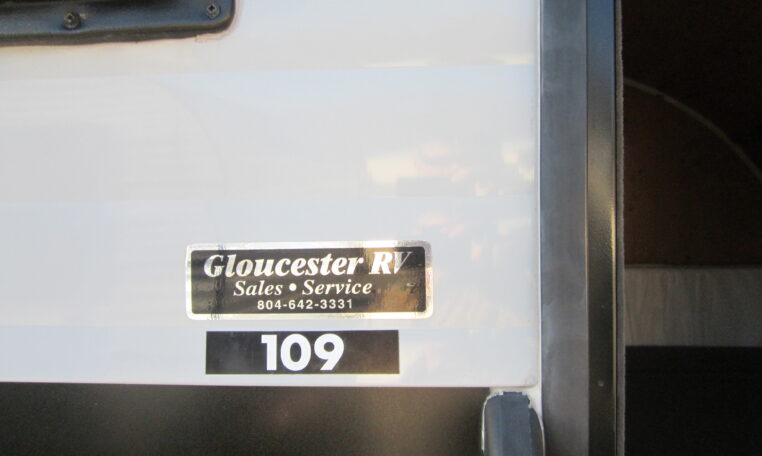 Gloucester RV
Sales • Service
804-642-3331
109